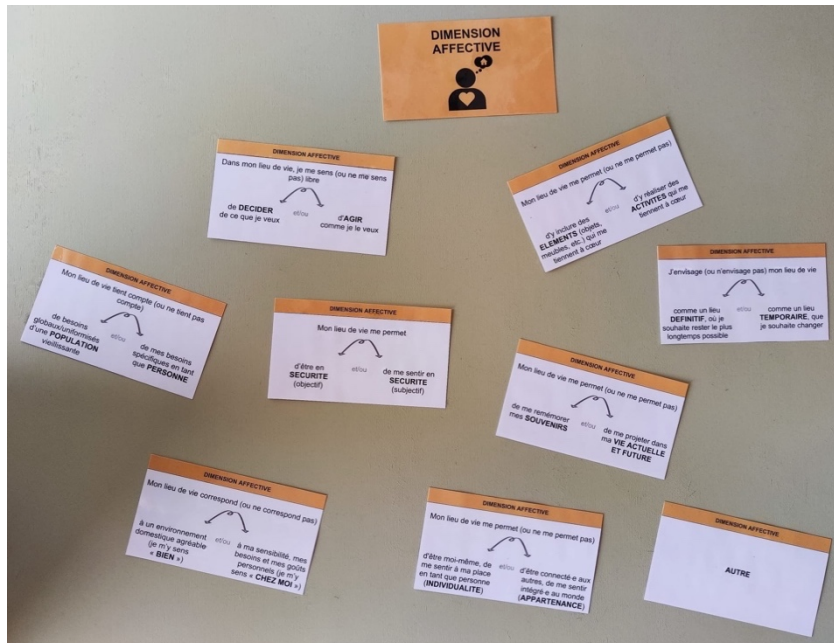 DIMENSION
AFFECTIVE
DIMENSION AFFECTIVE
Dans mon lieu de vie, je me sens (ou ne me sens
pas) libre
de DECIDER
de ce que je veux
et/ou
d'AGIR
comme je le veux
DIMENSION AFFECTIVE
Mon lieu de vie me permet (ou ne me permet pas)
d'y inclure des
ELEMENTS (objets,
meubles, etc.) qui me
tiennent à cœur
et/ou
d'y réaliser des
ACTIVITES qui me
tiennent à cœur
DIMENSION AFFECTIVE
Mon lieu de vie tient compte (ou ne tient pas
compte)
de besoins
globaux/uniformisés
d'une POPULATION
vieillissante
et/ou
de mes besoins
spécifiques en tant
que PERSONNE
DIMENSION AFFECTIVE
Mon lieu de vie me permet
d'être en
SECURITE
(objectif)
et/ou
de me sentir en
SECURITE
(subjectif)
DIMENSION AFFECTIVE
J'envisage (ou n'envisage pas) mon lieu de vie
comme un lieu
DEFINITIF, où je
souhaite rester le plus
longtemps possible
et/ou
comme un lieu
TEMPORAIRE, que
je souhaite changer
DIMENSION AFFECTIVE
Mon lieu de vie me permet (ou ne me permet pas)
de me remémorer
mes SOUVENIRS
et/ou
de me projeter dans
ma VIE ACTUELLE
ET FUTURE
DIMENSION AFFECTIVE
Mon lieu de vie correspond (ou ne correspond pas)
à un environnement
domestique agréable
(je m'y sens
« BIEN »)
et/ou
à ma sensibilité, mes
besoins et mes goûts
personnels (je m'y
sens « CHEZ MOI »)
DIMENSION AFFECTIVE
Mon lieu de vie me permet (ou ne me permet pas)
d'être moi-même, de
me sentir à ma place
en tant que personne
(INDIVIDUALITE)
et/ou
d'être connecté·e aux
autres, de me sentir
intégré·e au monde
(APPARTENANCE)
DIMENSION AFFECTIVE
AUTRE